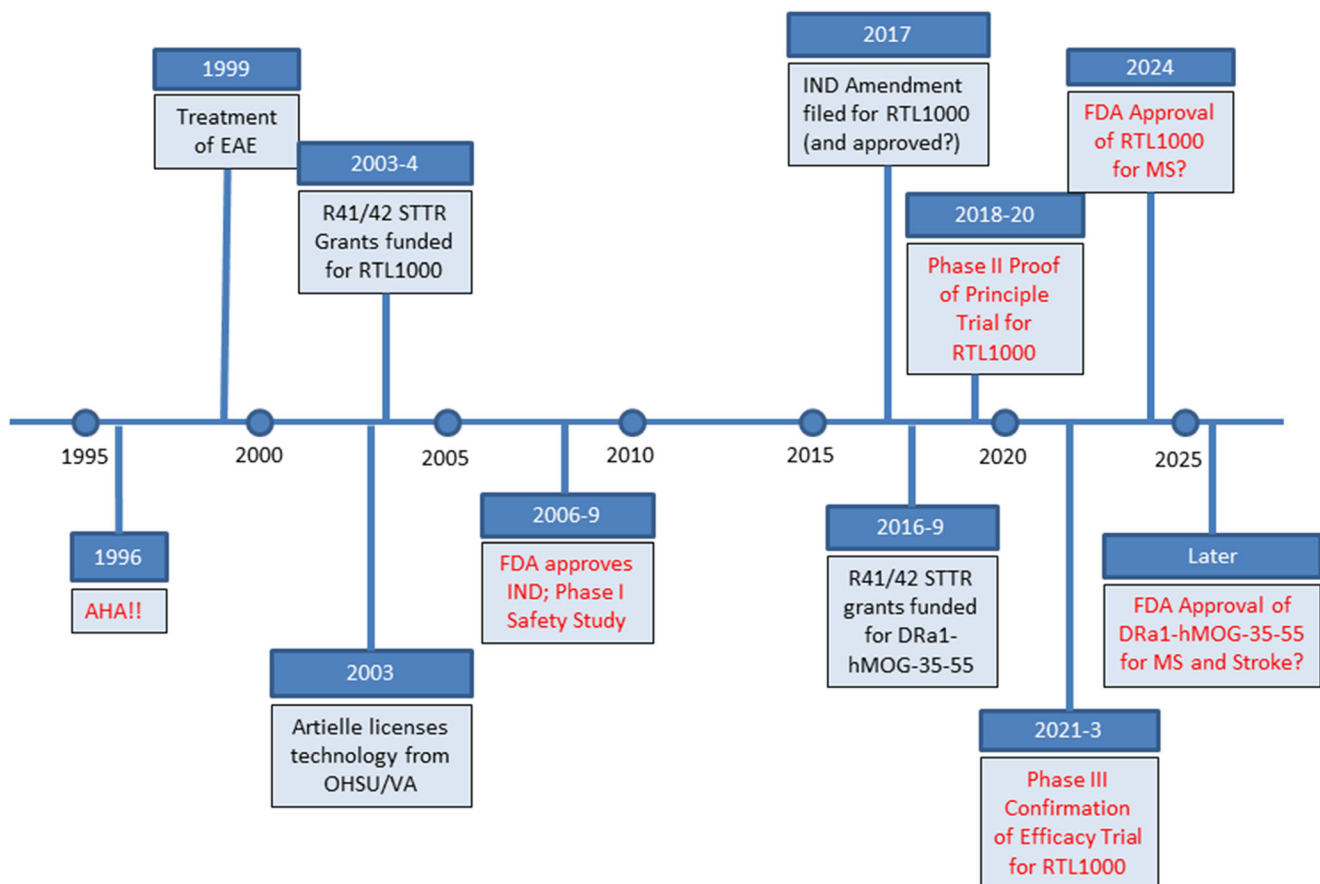 1999
Treatment
of EAE
2003-4
R41/42 STTR
Grants funded
for RTL1000
2017
IND Amendment
filed for RTL1000
(and approved?)
2018-20
Phase II Proof
of Principle
Trial for
RTL1000
2024
FDA Approval
of RTL1000
for MS?
1995
2000
2005
2010
2015
2020
2025
1996
AHA!!
2003
Artielle licenses
technology from
OHSU/VA
2006-9
FDA approves
IND; Phase I
Safety Study
2016-9
R41/42 STTR
grants funded
for DRa1-
hMOG-35-55
2021-3
Phase III
Confirmation
of Efficacy Trial
for RTL1000
Later
FDA Approval of
DRa1-hMOG-35-55
for MS and Stroke?